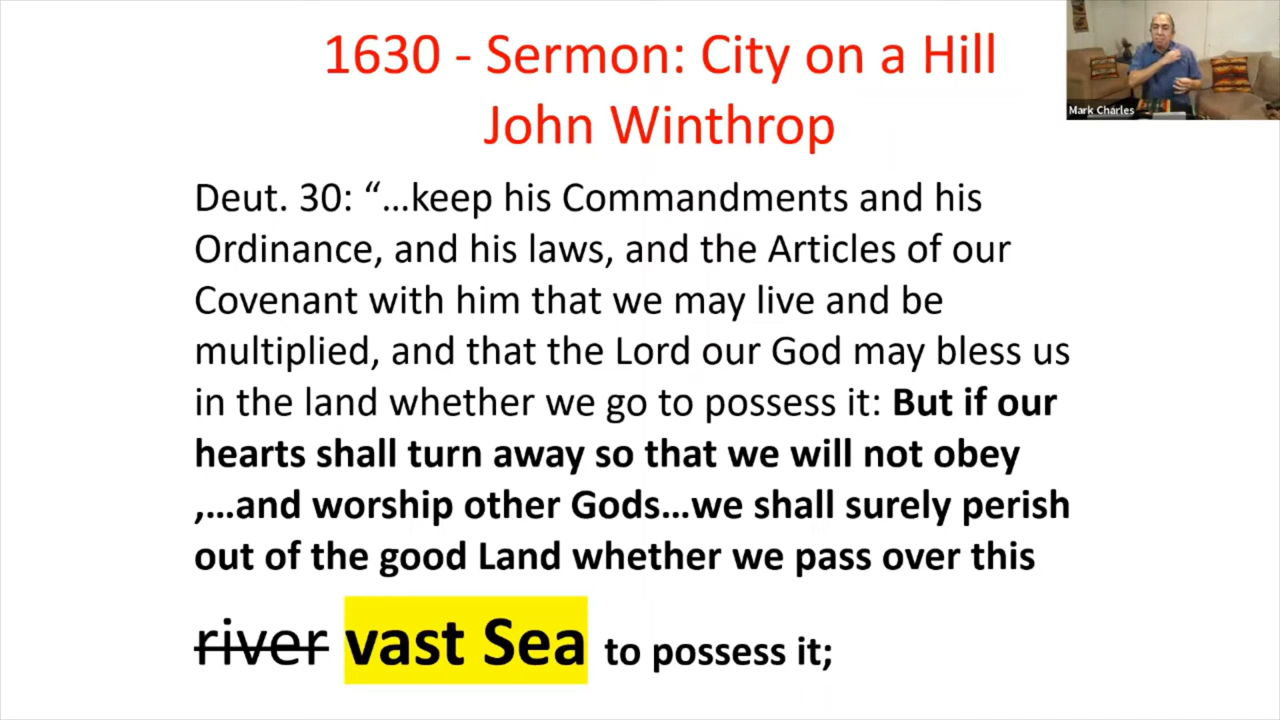 1630 - Sermon: City on a Hill
John Winthrop
Mark Charles
Deut. 30: “…keep his Commandments and his
Ordinance, and his laws, and the Articles of our
Covenant with him that we may live and be
multiplied, and that the Lord our God may bless us
in the land whether we go to possess it: But if our
hearts shall turn away so that we will not obey
,…and worship other Gods…we shall surely perish
out of the good Land whether we pass over this
river vast Sea to possess it;